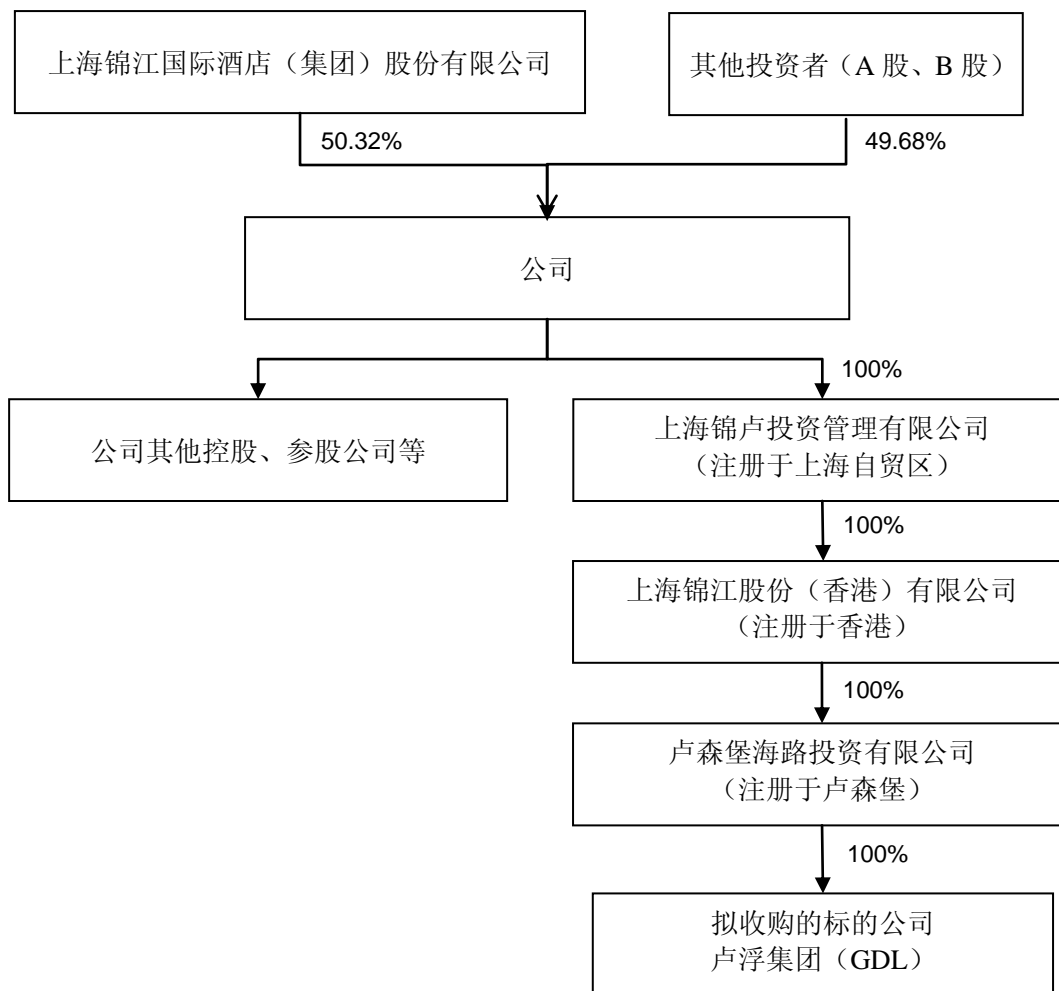 上海锦江国际酒店（集团）股份有限公司
其他投资者（A 股、B 股）
50.32%
49.68%
公司
100%
公司其他控股、参股公司等
上海锦卢投资管理有限公司
（注册于上海自贸区）
100%
上海锦江股份（香港）有限公司
（注册于香港）
100%
卢森堡海路投资有限公司
（注册于卢森堡）
100%
拟收购的标的公司
卢浮集团（GDL）